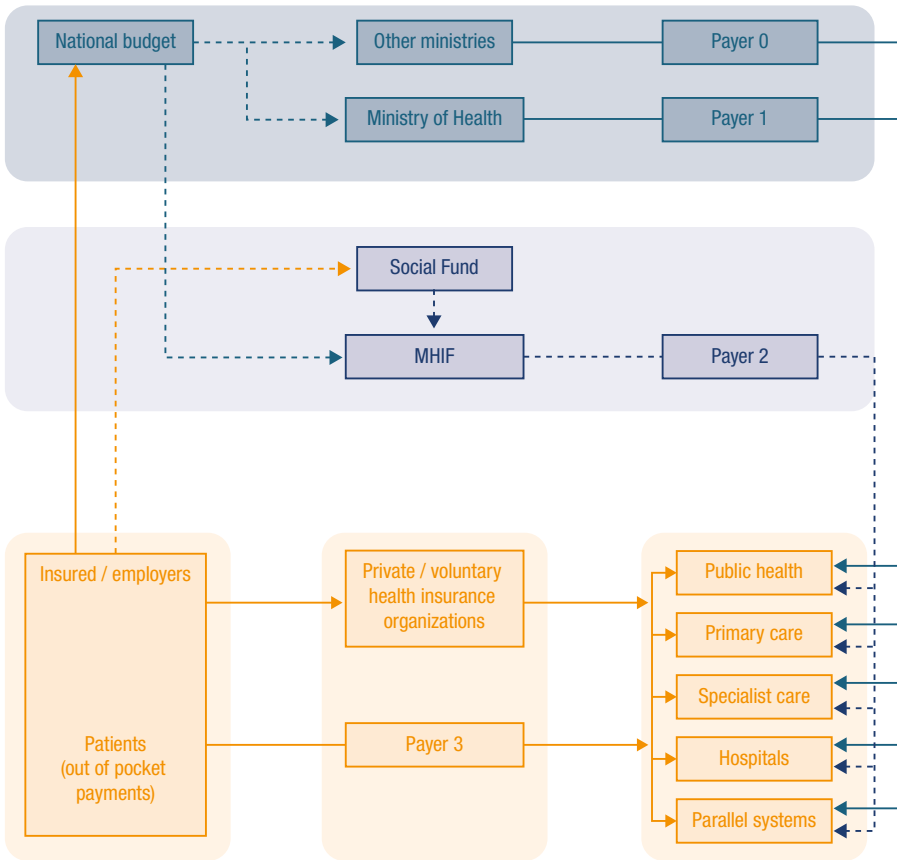 National budget
Other ministries
Payer 0
Ministry of Health
Payer 1
Social Fund
MHIF
Payer 2
Insured / employers
Patients
(out of pocket
payments)
Private / voluntary
health insurance
organizations
Payer 3
Public health
Primary care
Specialist care
Hospitals
Parallel systems